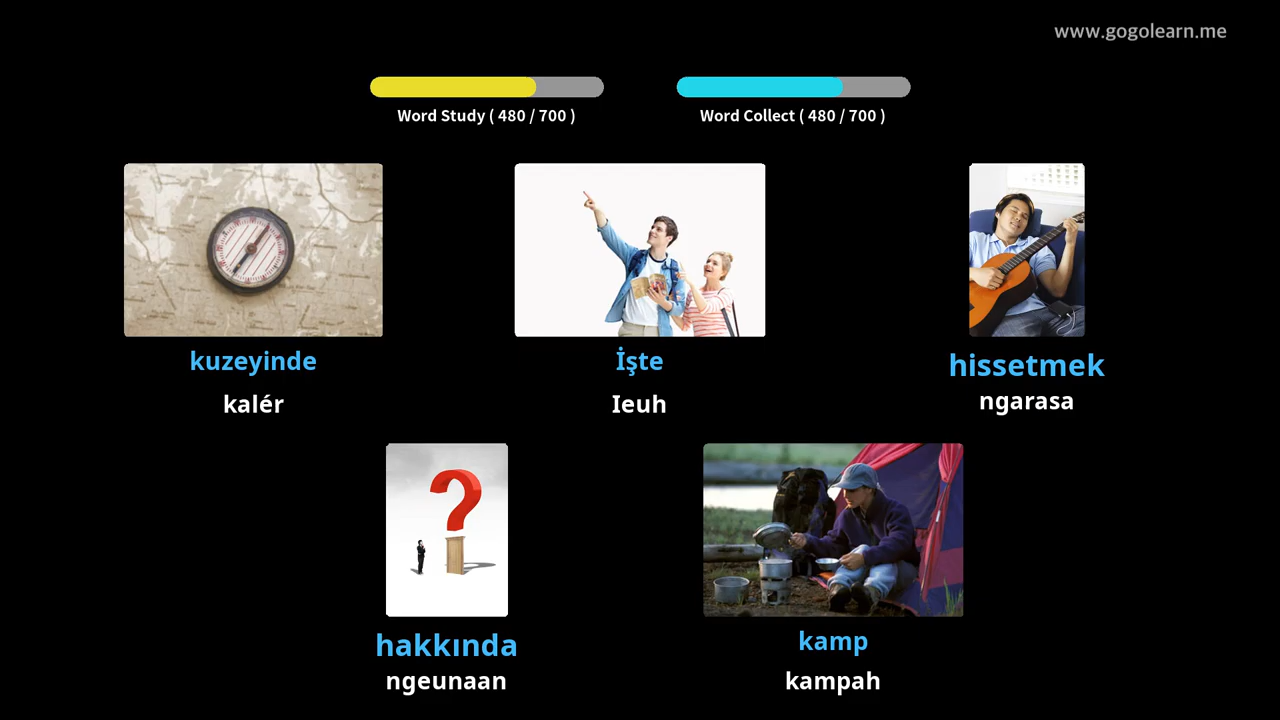 www.gogolearn.me
Word Study ( 480 / 700 )
Word Collect ( 480 / 700 )
kuzeyinde
kalér
İşte
Ieuh
hissetmek
ngarasa
hakkında
ngeunaan
kamp
kampah